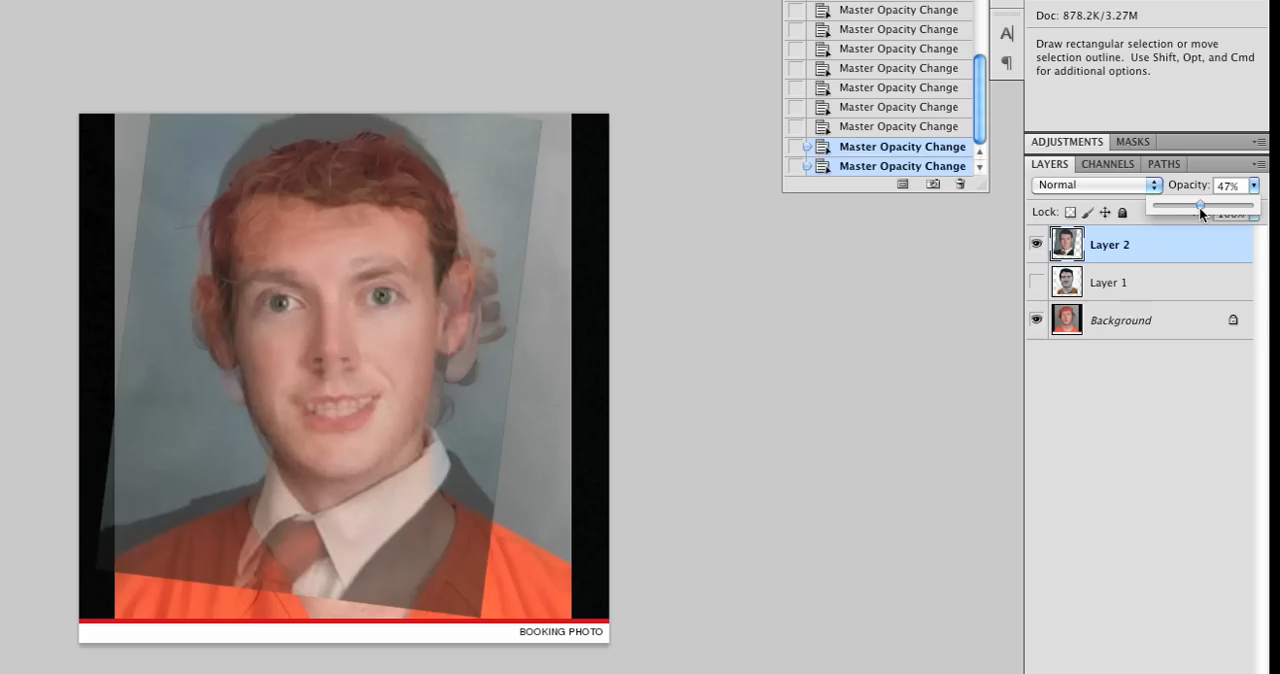 Master Opacity Change
Master Opacity Change
Master Opacity Change
Master Opacity Change
Master Opacity Change
Master Opacity Change
Master Opacity Change
Master Opacity Change
Master Opacity Change
A
¶
Doc: 878.2K/3.27M
Draw rectangular selection or move
selection outline. Use Shift, Opt, and Cmd
for additional options.
ADJUSTMENTS MASKS
LAYERS CHANNELS PATHS
Normal Opacity: 47%
Lock:
Layer 2
Layer 1
Background
BOOKING PHOTO